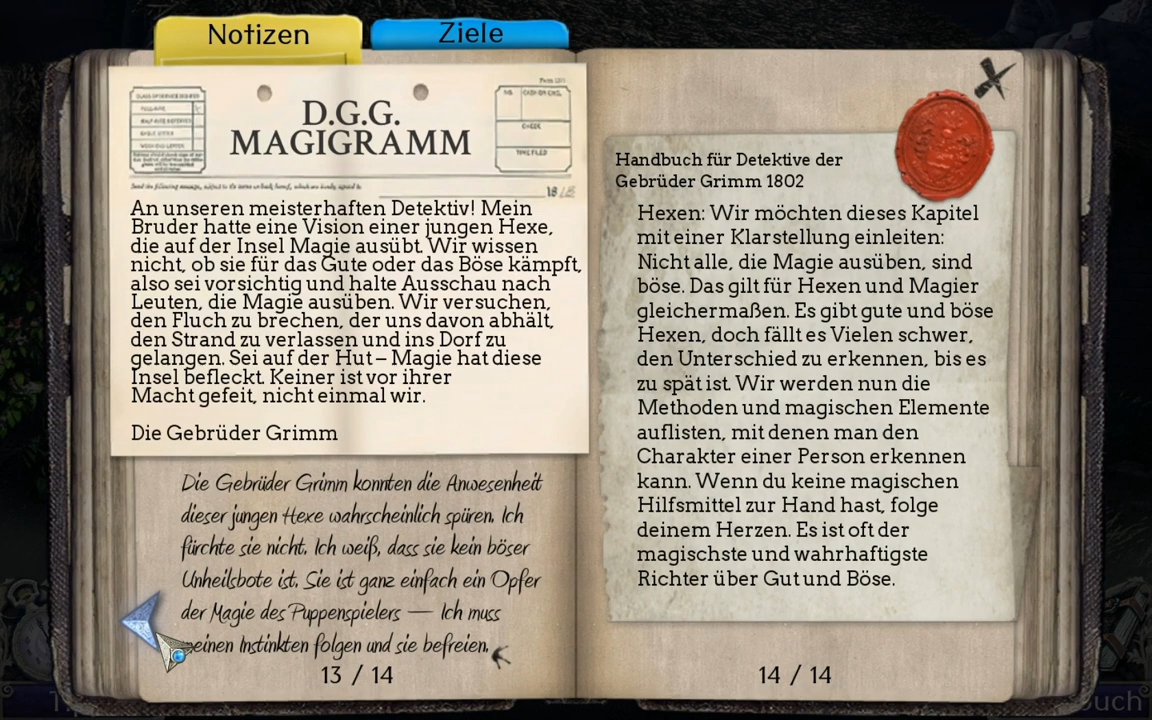 Notizen
Ziele
D.G.G.
MAGIGRAMM
An unseren meisterhaften Detektiv! Mein
Bruder hatte eine Vision einer jungen Hexe,
die auf der Insel Magie ausübt. Wir wissen
nicht, ob sie für das Gute oder das Böse kämpft,
also sei vorsichtig und halte Ausschau nach
Leuten, die Magie ausüben. Wir versuchen,
den Fluch zu brechen, der uns davon abhält,
den Strand zu verlassen und ins Dorf zu
gelangen. Sei auf der Hut – Magie hat diese
Insel befleckt. Keiner ist vor ihrer
Macht gefeit, nicht einmal wir.
Die Gebrüder Grimm
Die Gebrüder Grimm konnten die Anwesenheit
dieser jungen Hexe wahrscheinlich spüren. Ich
fürchte sie nicht. Ich weiß, dass sie kein böser
Unheilsbote ist. Sie ist ganz einfach ein Opfer
der Magie des Puppenspielers — Ich muss
meinen Instinkten folgen und sie befreien.
13 / 14
Handbuch für Detektive der
Gebrüder Grimm 1802
Hexen: Wir möchten dieses Kapitel
mit einer Klarstellung einleiten:
Nicht alle, die Magie ausüben, sind
böse. Das gilt für Hexen und Magier
gleichermaßen. Es gibt gute und böse
Hexen, doch fällt es Vielen schwer,
den Unterschied zu erkennen, bis es
zu spät ist. Wir werden nun die
Methoden und magischen Elemente
auflisten, mit denen man den
Charakter einer Person erkennen
kann. Wenn du keine magischen
Hilfsmittel zur Hand hast, folge
deinem Herzen. Es ist oft der
magischste und wahrhaftigste
Richter über Gut und Böse.
14 / 14